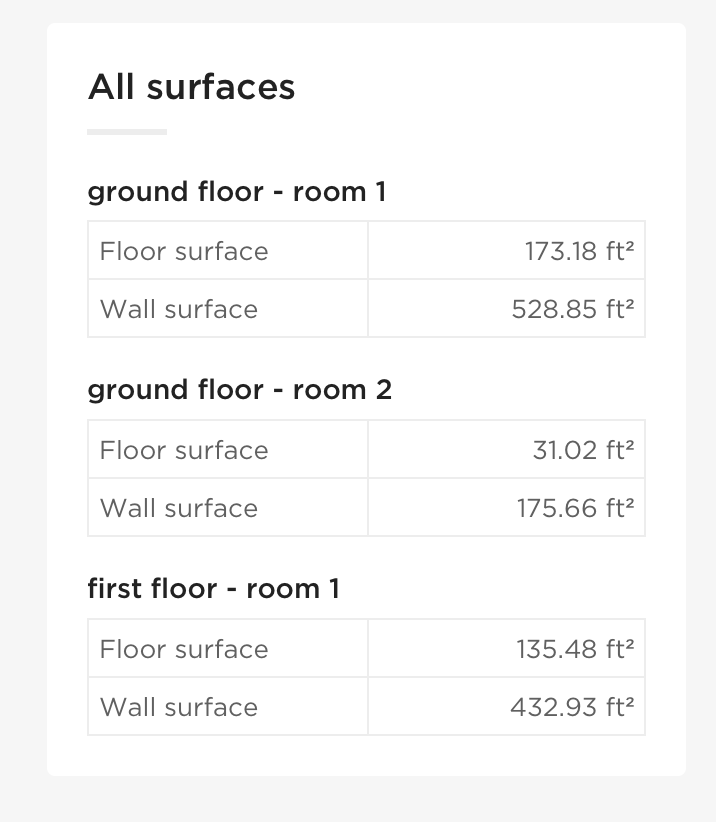 All surfaces
ground floor - room 1
Floor surface 173.18 ft²
Wall surface 528.85 ft²
ground floor - room 2
Floor surface 31.02 ft²
Wall surface 175.66 ft²
first floor - room 1
Floor surface 135.48 ft²
Wall surface 432.93 ft²